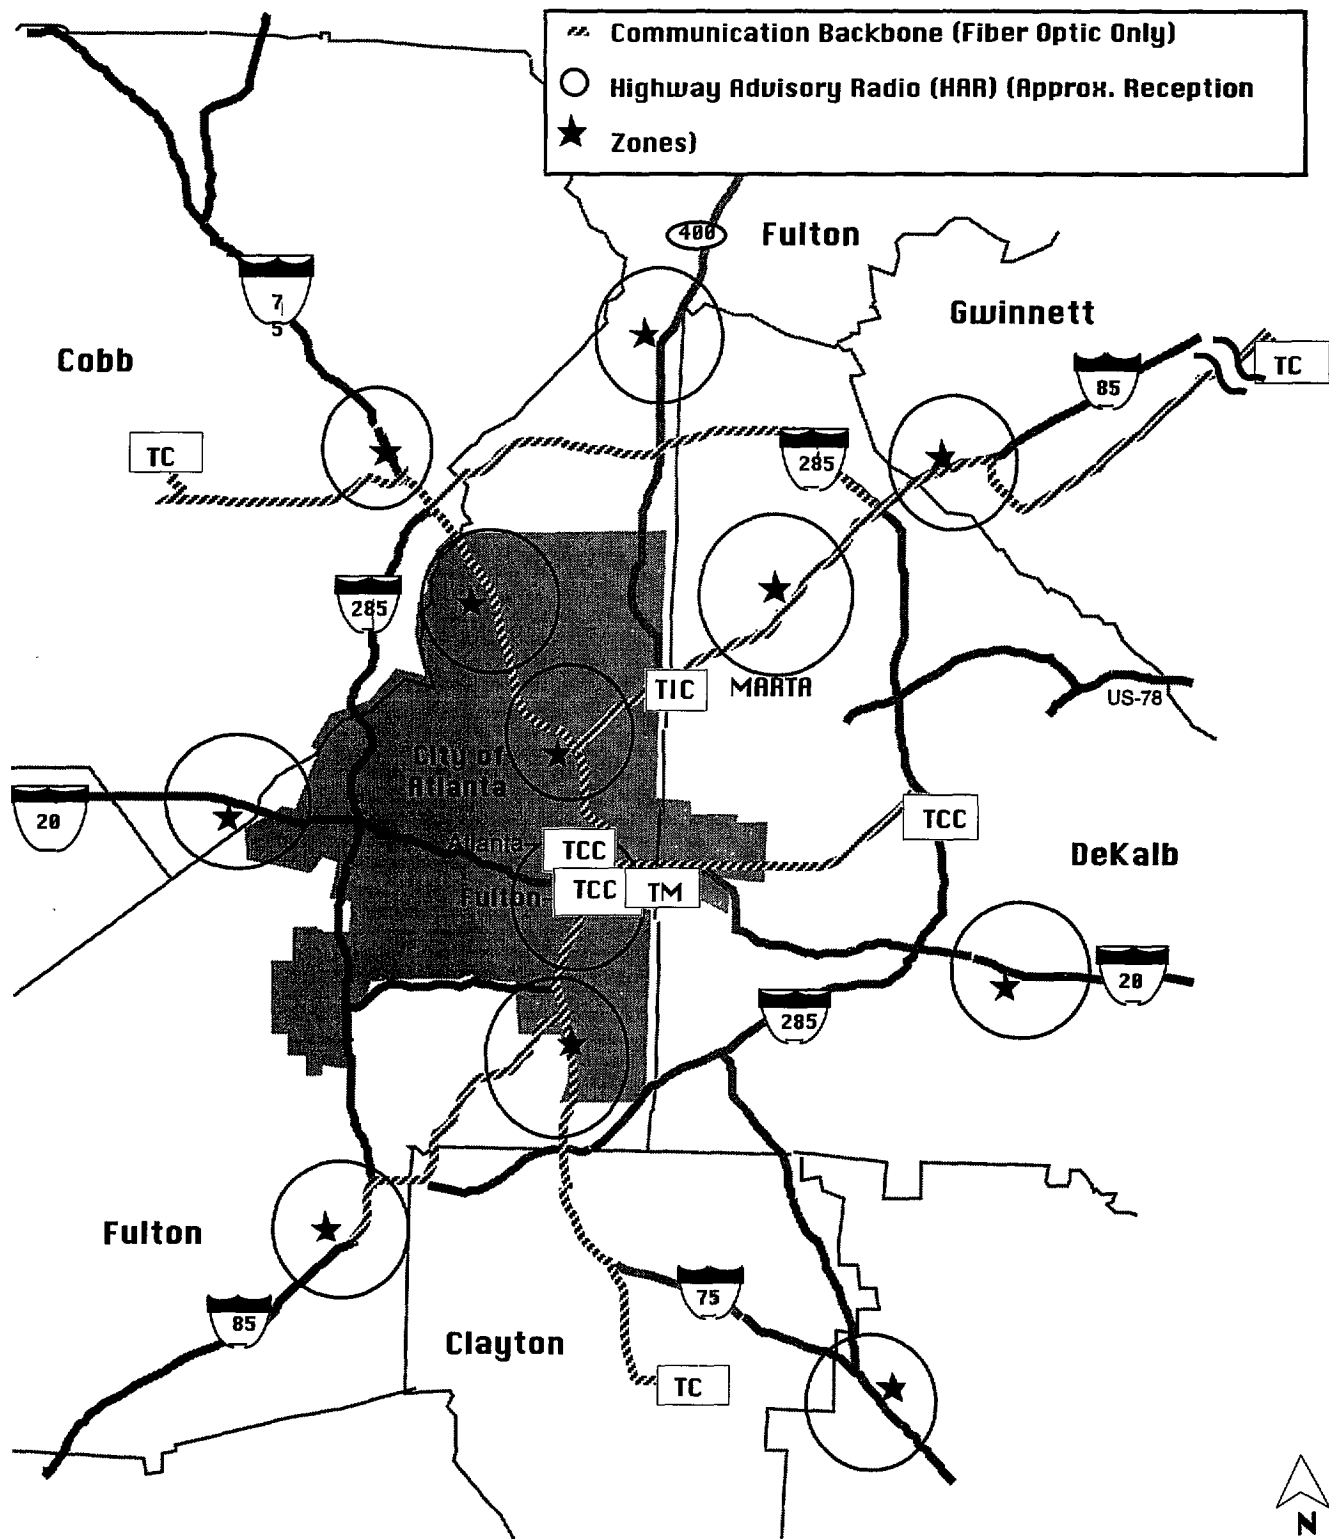 Communication Backbone (Fiber Optic Only)
Highway Advisory Radio (HAR) (Approx. Reception
Zones)
400
Fulton
Gwinnett
7
5
Cobb
TC
85
TC
285
285
TIC
MARTA
US-78
City of
Atlanta
20
TCC
Atlanta-
TCC
DeKalb
Fulton-
TCC
TM
20
285
Fulton
85
75
Clayton
TC
N